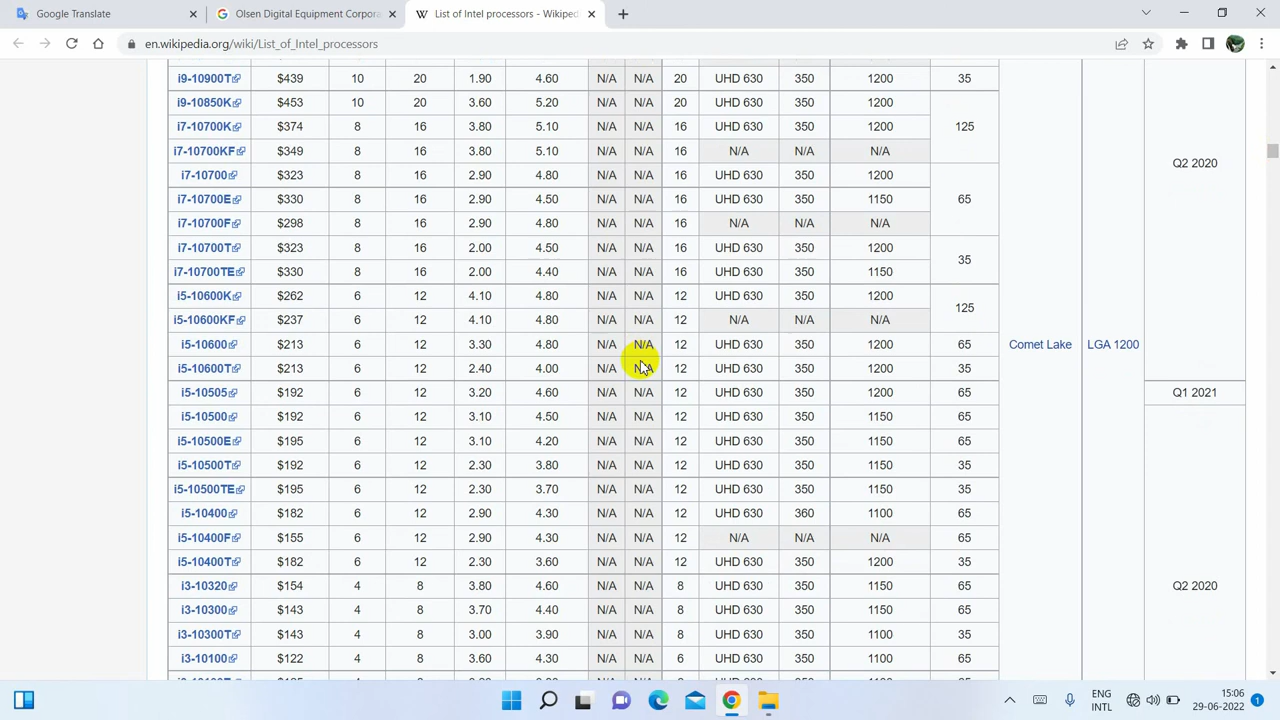 Google Translate
Olsen Digital Equipment Corpora
List of Intel processors - Wikiped
en.wikipedia.org/wiki/List_of_Intel_processors
i9-10900T $439 10 20 1.90 4.60 N/A N/A 20 UHD 630 350 1200 35
i9-10850K $453 10 20 3.60 5.20 N/A N/A 20 UHD 630 350 1200
i7-10700K $374 8 16 3.80 5.10 N/A N/A 16 UHD 630 350 1200 125
i7-10700KF $349 8 16 3.80 5.10 N/A N/A 16 N/A N/A N/A
Q2 2020
i7-10700 $323 8 16 2.90 4.80 N/A N/A 16 UHD 630 350 1200
i7-10700E $330 8 16 2.90 4.50 N/A N/A 16 UHD 630 350 1150 65
i7-10700F $298 8 16 2.90 4.80 N/A N/A 16 N/A N/A N/A
i7-10700T $323 8 16 2.00 4.50 N/A N/A 16 UHD 630 350 1200
35
i7-10700TE $330 8 16 2.00 4.40 N/A N/A 16 UHD 630 350 1150
i5-10600K $262 6 12 4.10 4.80 N/A N/A 12 UHD 630 350 1200
125
i5-10600KF $237 6 12 4.10 4.80 N/A N/A 12 N/A N/A N/A
i5-10600 $213 6 12 3.30 4.80 N/A N/A 12 UHD 630 350 1200 65 Comet Lake LGA 1200
i5-10600T $213 6 12 2.40 4.00 N/A N/A 12 UHD 630 350 1200 35
i5-10505 $192 6 12 3.20 4.60 N/A N/A 12 UHD 630 350 1200 65 Q1 2021
i5-10500 $192 6 12 3.10 4.50 N/A N/A 12 UHD 630 350 1150 65
i5-10500E $195 6 12 3.10 4.20 N/A N/A 12 UHD 630 350 1150 65
i5-10500T $192 6 12 2.30 3.80 N/A N/A 12 UHD 630 350 1150 35
i5-10500TE $195 6 12 2.30 3.70 N/A N/A 12 UHD 630 350 1150 35
i5-10400 $182 6 12 2.90 4.30 N/A N/A 12 UHD 630 360 1100 65
i5-10400F $155 6 12 2.90 4.30 N/A N/A 12 N/A N/A N/A 65
i5-10400T $182 6 12 2.30 3.60 N/A N/A 12 UHD 630 350 1200 35
i3-10320 $154 4 8 3.80 4.60 N/A N/A 8 UHD 630 350 1150 65 Q2 2020
i3-10300 $143 4 8 3.70 4.40 N/A N/A 8 UHD 630 350 1150 65
i3-10300T $143 4 8 3.00 3.90 N/A N/A 8 UHD 630 350 1100 35
i3-10100 $122 4 8 3.60 4.30 N/A N/A 6 UHD 630 350 1100 65
ENG 15:06
INTL 29-06-2022 1